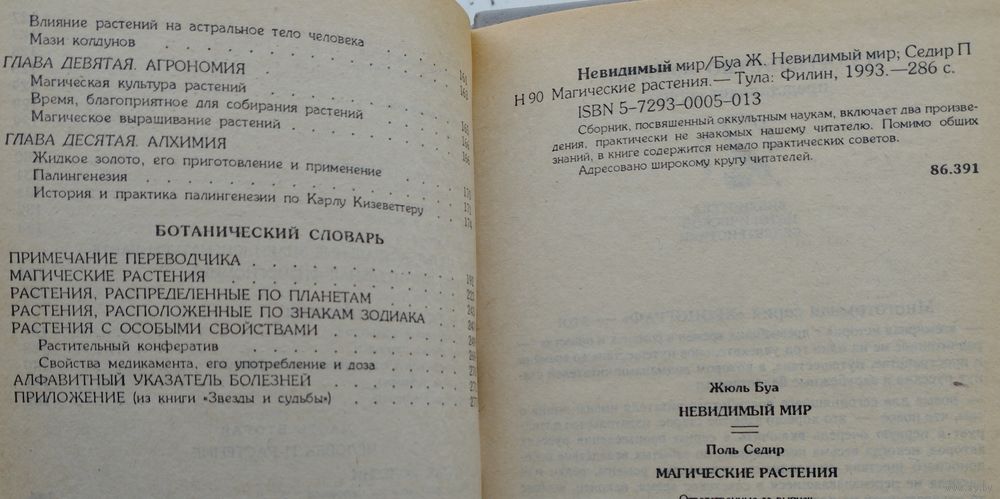 Влияние растений на астральное тело человека
Мази колдунов
ГЛАВА ДЕВЯТАЯ. АГРОНОМИЯ 161
Магическая культура растений
Время, благоприятное для собирания растений
Магическое выращивание растений
ГЛАВА ДЕСЯТАЯ. АЛХИМИЯ 166
Жидкое золото, его приготовление и применение
Палингенезия 170
История и практика палингенезии по Карлу Кизеветтеру 171
174
БОТАНИЧЕСКИЙ СЛОВАРЬ
ПРИМЕЧАНИЕ ПЕРЕВОДЧИКА
МАГИЧЕСКИЕ РАСТЕНИЯ
РАСТЕНИЯ, РАСПРЕДЕЛЕННЫЕ ПО ПЛАНЕТАМ
РАСТЕНИЯ, РАСПОЛОЖЕННЫЕ ПО ЗНАКАМ ЗОДИАКА
РАСТЕНИЯ С ОСОБЫМИ СВОЙСТВАМИ
Растительный конфератив
Свойства медикамента, его употребление и доза
АЛФАВИТНЫЙ УКАЗАТЕЛЬ БОЛЕЗНЕЙ
ПРИЛОЖЕНИЕ (из книги «Звезды и судьбы»)
Невидимый мир/Буа Ж. Невидимый мир; Седир П
Н 90 Магические растения.— Тула: Филин, 1993.—286 с.
ISBN 5-7293-0005-013
Сборник, посвященный оккультным наукам, включает два произве-
дения, практически не знакомых нашему читателю. Помимо общих
знаний, в книге содержится немало практических советов.
Адресовано широкому кругу читателей.
86.391
Жюль Буа
НЕВИДИМЫЙ МИР
Поль Седир
МАГИЧЕСКИЕ РАСТЕНИЯ